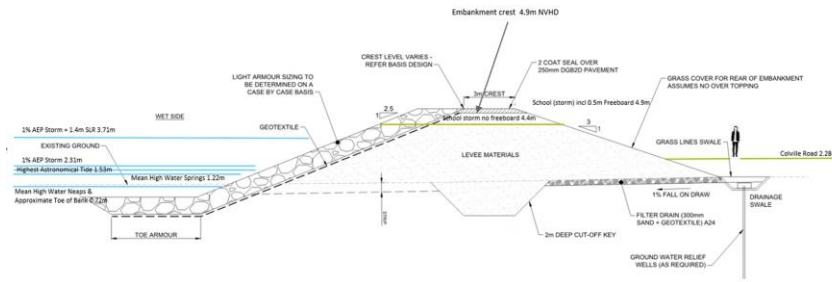 Embankment crest 4.9m NVHD
CREST LEVEL VARIES -
REFER BASIS DESIGN
2 COAT SEAL OVER
250mm DGB2D PAVEMENT
LIGHT ARMOUR SIZING TO
BE DETERMINED ON A
CASE BY CASE BASIS
3m CREST
GRASS COVER FOR REAR OF EMBANKMENT
ASSUMES NO OVER TOPPING
School (storm) incl 0.5m Freeboard 4.9m
WET SIDE
2.5
1
School storm no freeboard 4.4m
GEOTEXTILE
3
1
1% AEP Storm + 1.4m SLR 3.71m
EXISTING GROUND
LEVEE MATERIALS
GRASS LINES SWALE
Colville Road 2.28
1% AEP Storm 2.31m
Highest Astronomical Tide 1.53m
Mean High Water Springs 1.22m
Mean High Water Neaps &
Approximate Toe of Bank 0.72m
1% FALL ON DRAW
DRAINAGE
SWALE
FILTER DRAIN (300mm
SAND + GEOTEXTILE) A24
TOE ARMOUR
2m DEEP CUT-OFF KEY
GROUND WATER RELIEF
WELLS (AS REQUIRED)